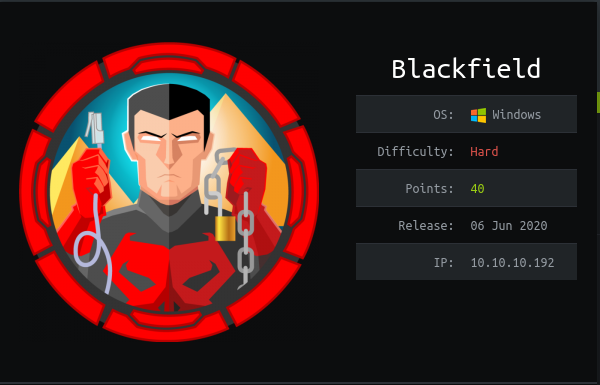 Blackfield
OS: Windows
Difficulty: Hard
Points: 40
Release: 06 Jun 2020
IP: 10.10.10.192